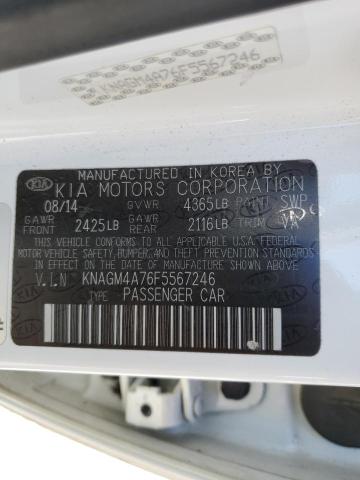 KNAGM4A76F5567246
MANUFACTURED IN KOREA BY
KIA KIA MOTORS CORPORATION
08/14 GVWR 4365LB PAINT SWP
GAWR FRONT 2425LB GAWR REAR 2116LB TRIM VA
THIS VEHICLE CONFORMS TO ALL APPLICABLE U.S.A. FEDERAL
MOTOR VEHICLE SAFETY, BUMPER, AND THEFT PREVENTION
STANDARDS IN EFFECT ON THE DATE OF MANUFACTURE SHOWN ABOVE.
V.I.N KNAGM4A76F5567246
TYPE: PASSENGER CAR